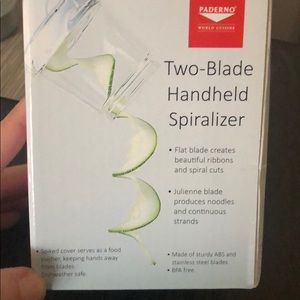 PADERNO
WORLD CUISINE
Two-Blade
Handheld
Spiralizer
• Flat blade creates
beautiful ribbons
and spiral cuts
• Julienne blade
produces noodles
and continuous
strands
• Spiked cover serves as a food
pusher, keeping hands away
from blades.
Dishwasher safe.
• Made of sturdy ABS and
stainless steel blades.
• BPA free.